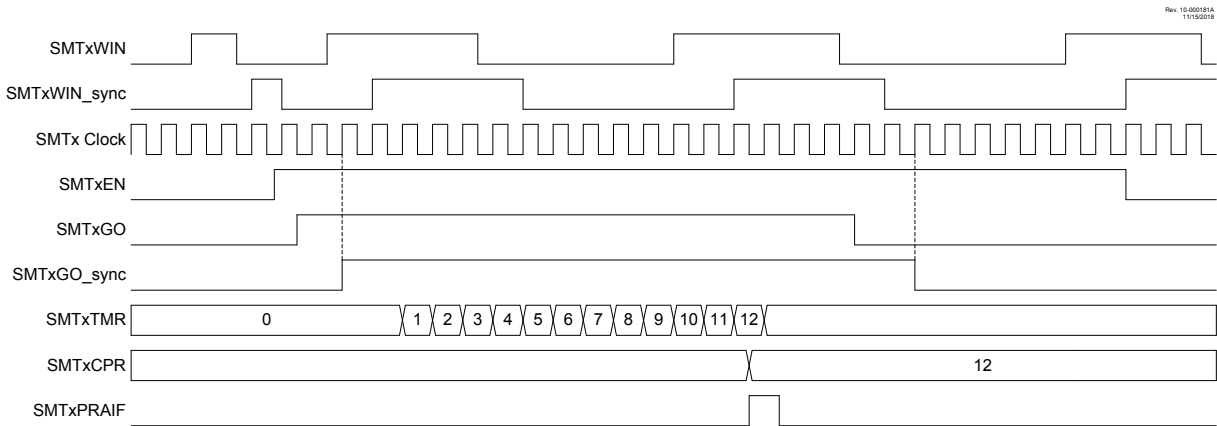 Rev. 10-000181A
11/15/2018
SMTxWIN
SMTxWIN_sync
SMTx Clock
SMTxEN
SMTxGO
SMTxGO_sync
SMTxTMR 0 1 2 3 4 5 6 7 8 9 10 11 12
SMTxCPR 12
SMTxPRAIF